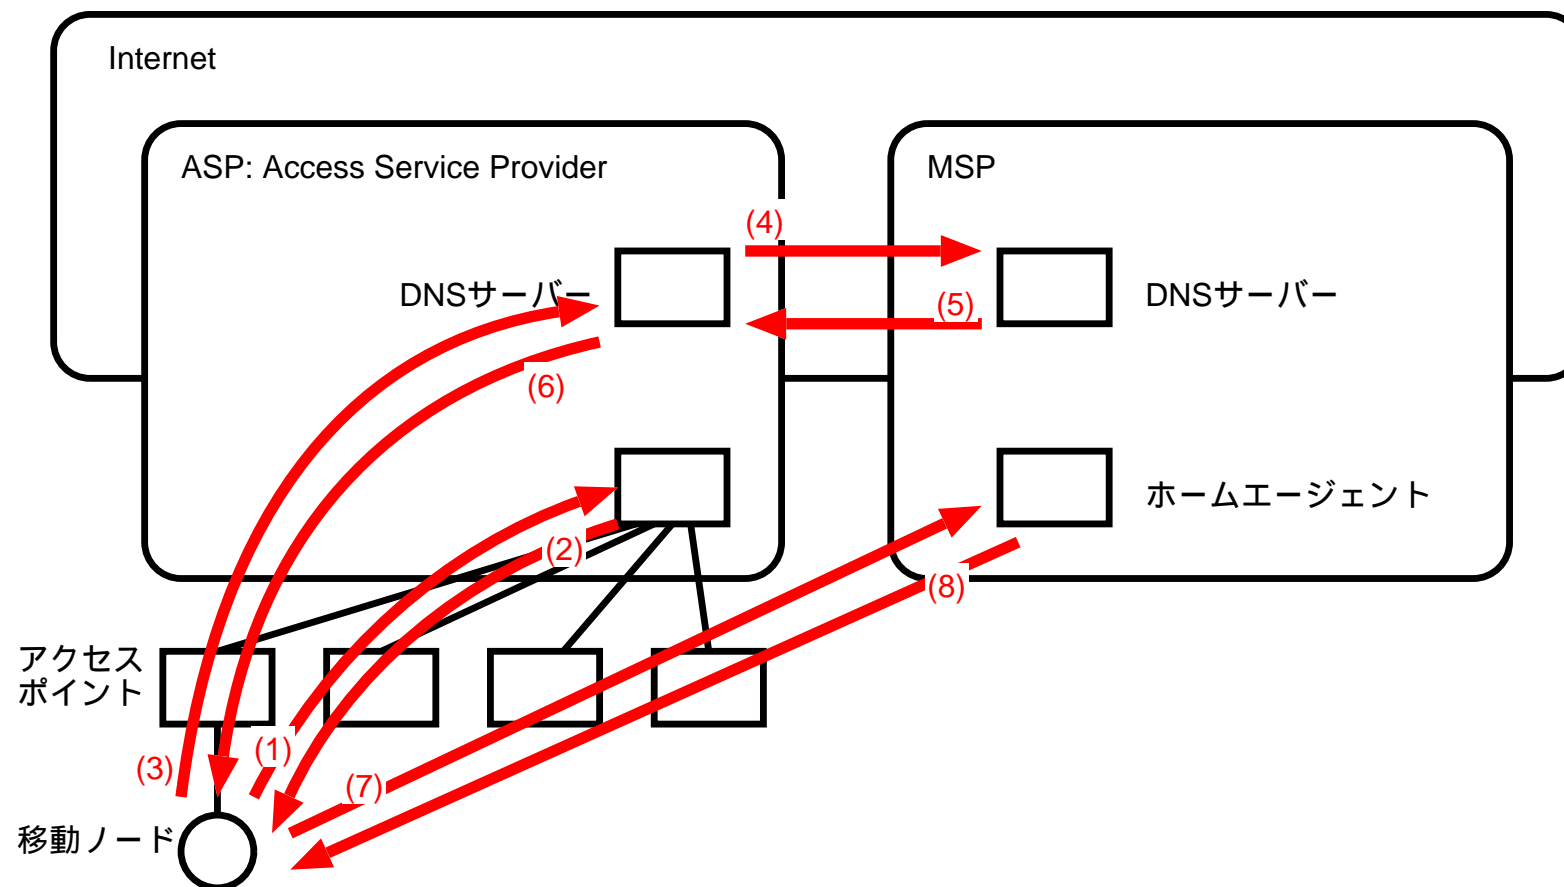 Internet
ASP: Access Service Provider
MSP
(4)
DNSサーバー
(5)
DNSサーバー
(6)
ホームエージェント
(2)
(8)
アクセス
ポイント
(1)
(3)
(7)
移動ノード